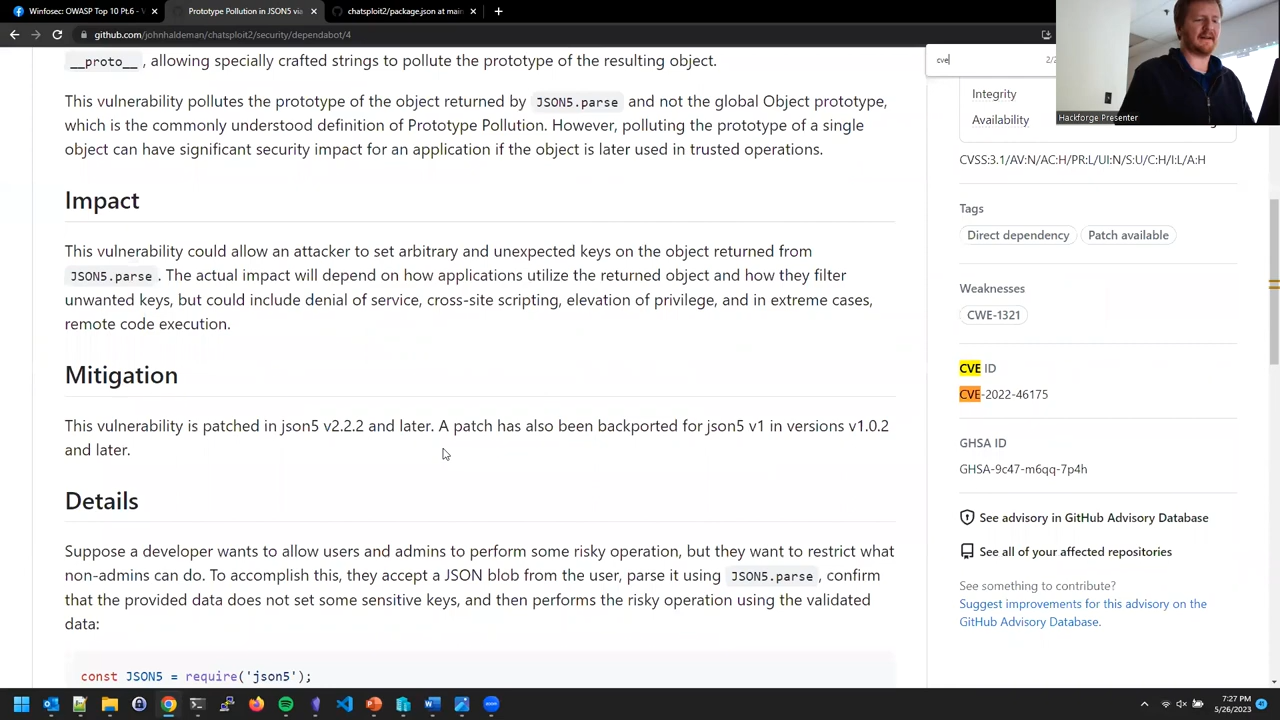 Winfosec: OWASP Top 10 Pt.6 -
Prototype Pollution in JSON5 via
chatsploit2/package.json at main
github.com/johnhaldeman/chatsploit2/security/dependabot/4
cve
2/2
Hackforge Presenter
__proto__ , allowing specially crafted strings to pollute the prototype of the resulting object.
This vulnerability pollutes the prototype of the object returned by JSON5.parse and not the global Object prototype,
which is the commonly understood definition of Prototype Pollution. However, polluting the prototype of a single
object can have significant security impact for an application if the object is later used in trusted operations.
Impact
This vulnerability could allow an attacker to set arbitrary and unexpected keys on the object returned from
JSON5.parse . The actual impact will depend on how applications utilize the returned object and how they filter
unwanted keys, but could include denial of service, cross-site scripting, elevation of privilege, and in extreme cases,
remote code execution.
Mitigation
This vulnerability is patched in json5 v2.2.2 and later. A patch has also been backported for json5 v1 in versions v1.0.2
and later.
Details
Suppose a developer wants to allow users and admins to perform some risky operation, but they want to restrict what
non-admins can do. To accomplish this, they accept a JSON blob from the user, parse it using JSON5.parse , confirm
that the provided data does not set some sensitive keys, and then performs the risky operation using the validated
data:
const JSON5 = require('json5');
Integrity
Availability
CVSS:3.1/AV:N/AC:H/PR:L/UI:N/S:U/C:H/I:L/A:H
Tags
Direct dependency
Patch available
Weaknesses
CWE-1321
CVE ID
CVE-2022-46175
GHSA ID
GHSA-9c47-m6qq-7p4h
See advisory in GitHub Advisory Database
See all of your affected repositories
See something to contribute?
Suggest improvements for this advisory on the
GitHub Advisory Database.
7:27 PM
5/26/2023